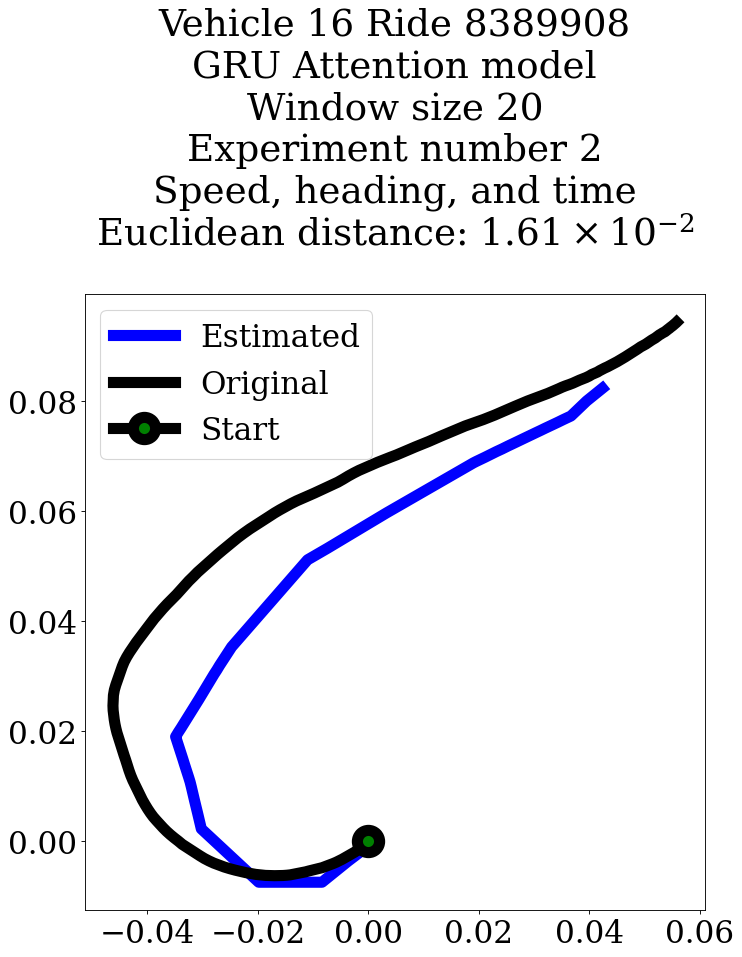 Vehicle 16 Ride 8389908
GRU Attention model
Window size 20
Experiment number 2
Speed, heading, and time
Euclidean distance: 1.61 × 10⁻²
Estimated
Original
Start
0.08
0.06
0.04
0.02
0.00
−0.04 −0.02 0.00 0.02 0.04 0.06